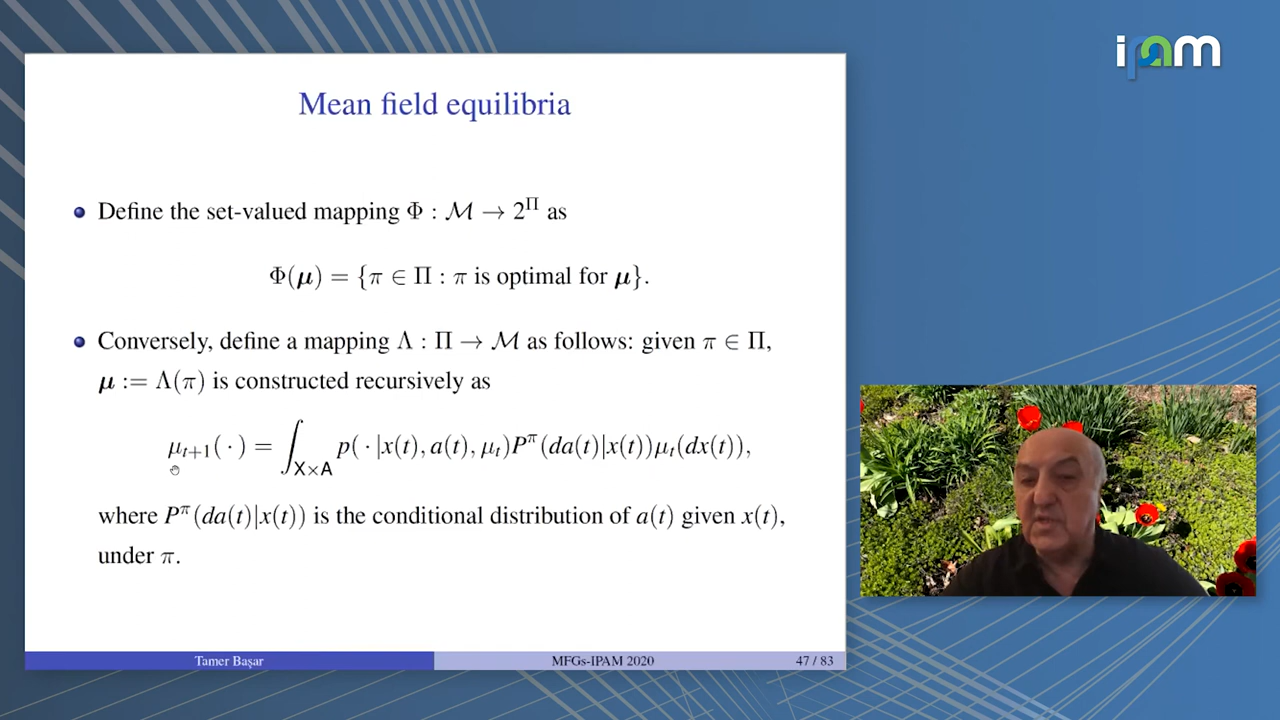 ipam
Mean field equilibria
Define the set-valued mapping Φ : ℳ → 2^Π as
Φ(μ) = {π ∈ Π : π is optimal for μ}.
Conversely, define a mapping Λ : Π → ℳ as follows: given π ∈ Π,
μ := Λ(π) is constructed recursively as
μ_{t+1}( · ) = ∫_{X×A} p( · |x(t), a(t), μ_t)P^π(da(t)|x(t))μ_t(dx(t)),
where P^π(da(t)|x(t)) is the conditional distribution of a(t) given x(t),
under π.
Tamer Başar MFGs-IPAM 2020 47 / 83